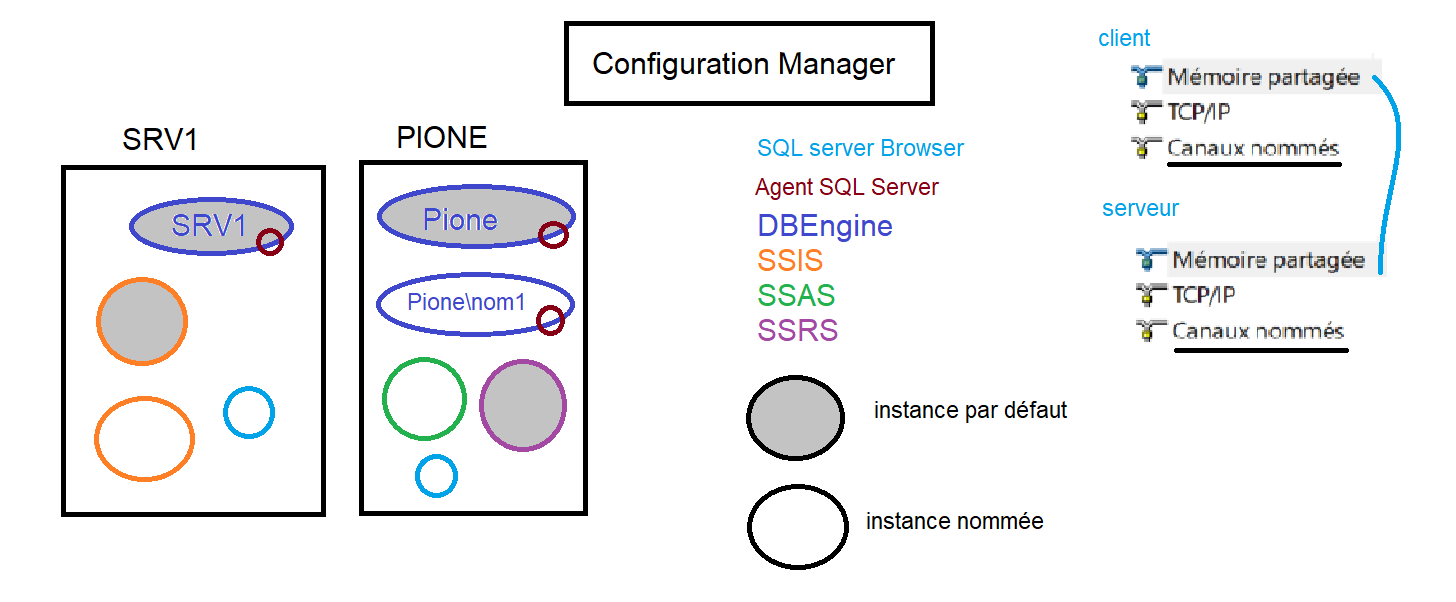 Configuration Manager
SRV1
SRV1
PIONE
Pione
Pione\nom1
SQL server Browser
Agent SQL Server
DBEngine
SSIS
SSAS
SSRS
instance par défaut
instance nommée
client
Mémoire partagée
TCP/IP
Canaux nommés
serveur
Mémoire partagée
TCP/IP
Canaux nommés